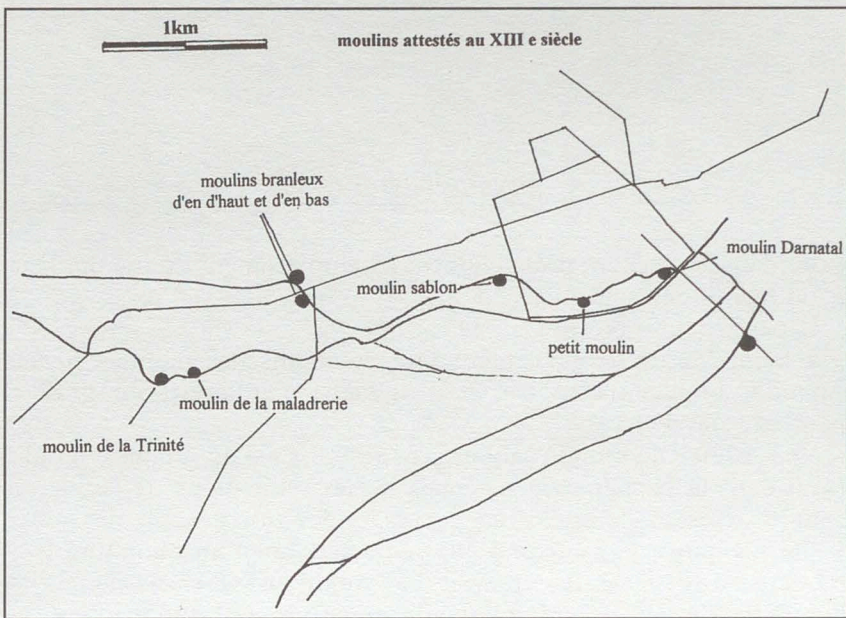 1km
moulins attestés au XIII e siècle
moulins branleux
d'en d'haut et d'en bas
moulin Darnatal
moulin sablon
petit moulin
moulin de la maladrerie
moulin de la Trinité